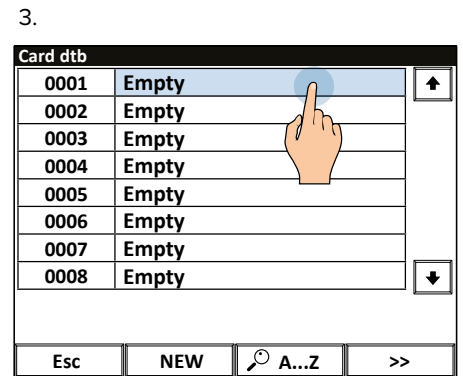 3.
Card dtb
0001 Empty
0002 Empty
0003 Empty
0004 Empty
0005 Empty
0006 Empty
0007 Empty
0008 Empty
Esc NEW A...Z >>